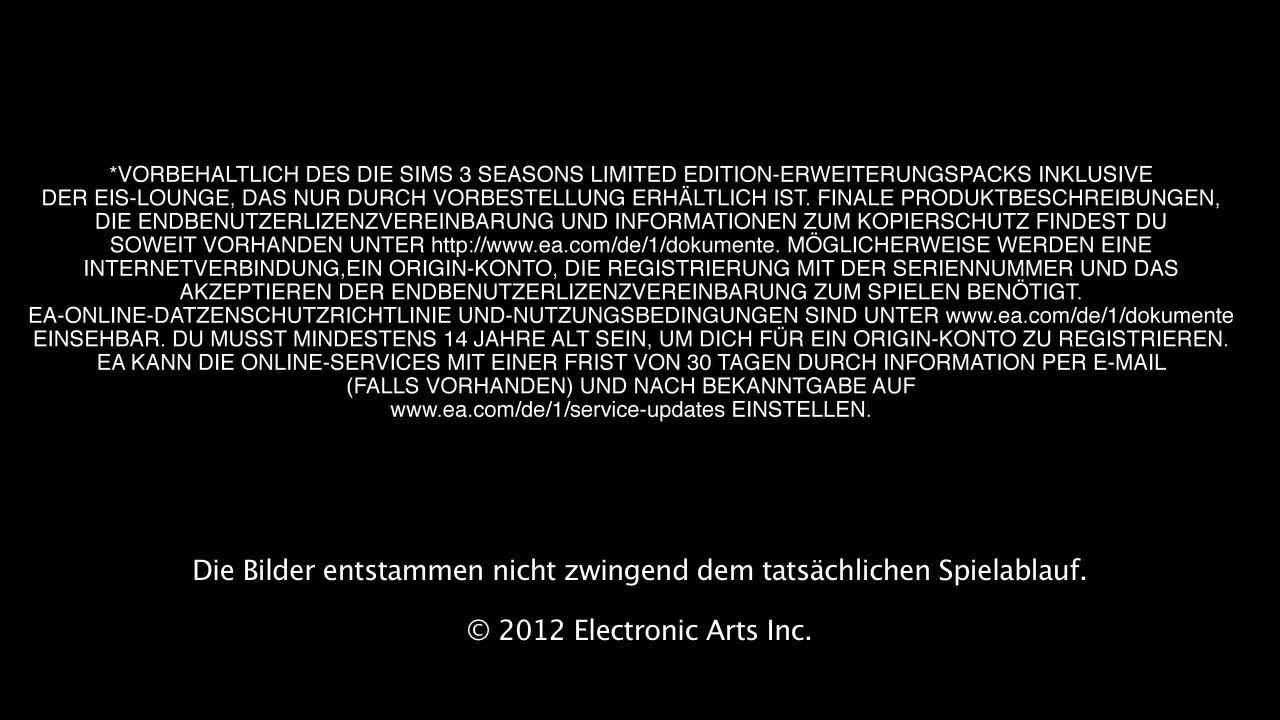 *VORBEHALTLICH DES DIE SIMS 3 SEASONS LIMITED EDITION-ERWEITERUNGSPACKS INKLUSIVE
DER EIS-LOUNGE, DAS NUR DURCH VORBESTELLUNG ERHÄLTLICH IST. FINALE PRODUKTBESCHREIBUNGEN,
DIE ENDBENUTZERLIZENZVEREINBARUNG UND INFORMATIONEN ZUM KOPIERSCHUTZ FINDEST DU
SOWEIT VORHANDEN UNTER http://www.ea.com/de/1/dokumente. MÖGLICHERWEISE WERDEN EINE
INTERNETVERBINDUNG,EIN ORIGIN-KONTO, DIE REGISTRIERUNG MIT DER SERIENNUMMER UND DAS
AKZEPTIEREN DER ENDBENUTZERLIZENZVEREINBARUNG ZUM SPIELEN BENÖTIGT.
EA-ONLINE-DATZENSCHUTZRICHTLINIE UND-NUTZUNGSBEDINGUNGEN SIND UNTER www.ea.com/de/1/dokumente
EINSEHBAR. DU MUSST MINDESTENS 14 JAHRE ALT SEIN, UM DICH FÜR EIN ORIGIN-KONTO ZU REGISTRIEREN.
EA KANN DIE ONLINE-SERVICES MIT EINER FRIST VON 30 TAGEN DURCH INFORMATION PER E-MAIL
(FALLS VORHANDEN) UND NACH BEKANNTGABE AUF
www.ea.com/de/1/service-updates EINSTELLEN.
Die Bilder entstammen nicht zwingend dem tatsächlichen Spielablauf.
© 2012 Electronic Arts Inc.